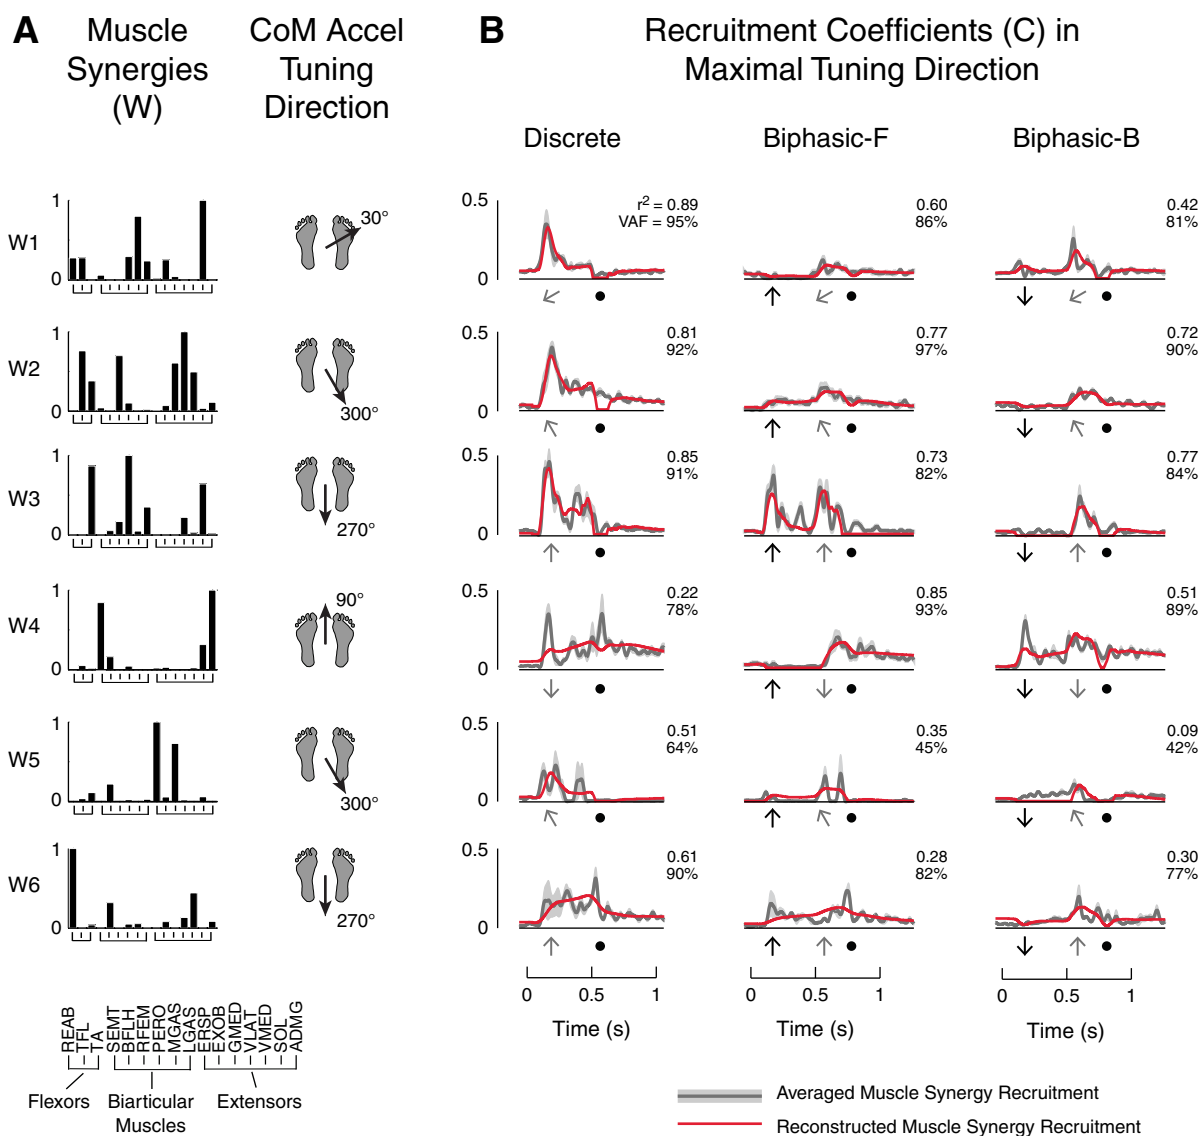 A Muscle Synergies (W)
CoM Accel Tuning Direction
B Recruitment Coefficients (C) in Maximal Tuning Direction
Discrete Biphasic-F Biphasic-B
W1 1 0 30° 0.5 0 r² = 0.89 VAF = 95% 0.60 86% 0.42 81%
W2 1 0 300° 0.5 0 0.81 92% 0.77 97% 0.72 90%
W3 1 0 270° 0.5 0 0.85 91% 0.73 82% 0.77 84%
W4 1 0 90° 0.5 0 0.22 78% 0.85 93% 0.51 89%
W5 1 0 300° 0.5 0 0.51 64% 0.35 45% 0.09 42%
W6 1 0 270° 0.5 0 0.61 90% 0.28 82% 0.30 77%
0 0.5 1 0 0.5 1 0 0.5 1
Time (s) Time (s) Time (s)
REAB
TFL
TA
SEMT
BFLH
RFEM
PERO
MGAS
LGAS
ERSP
EXOB
GMED
VLAT
VMED
SOL
ADMG
Flexors Biarticular Muscles Extensors
Averaged Muscle Synergy Recruitment
Reconstructed Muscle Synergy Recruitment